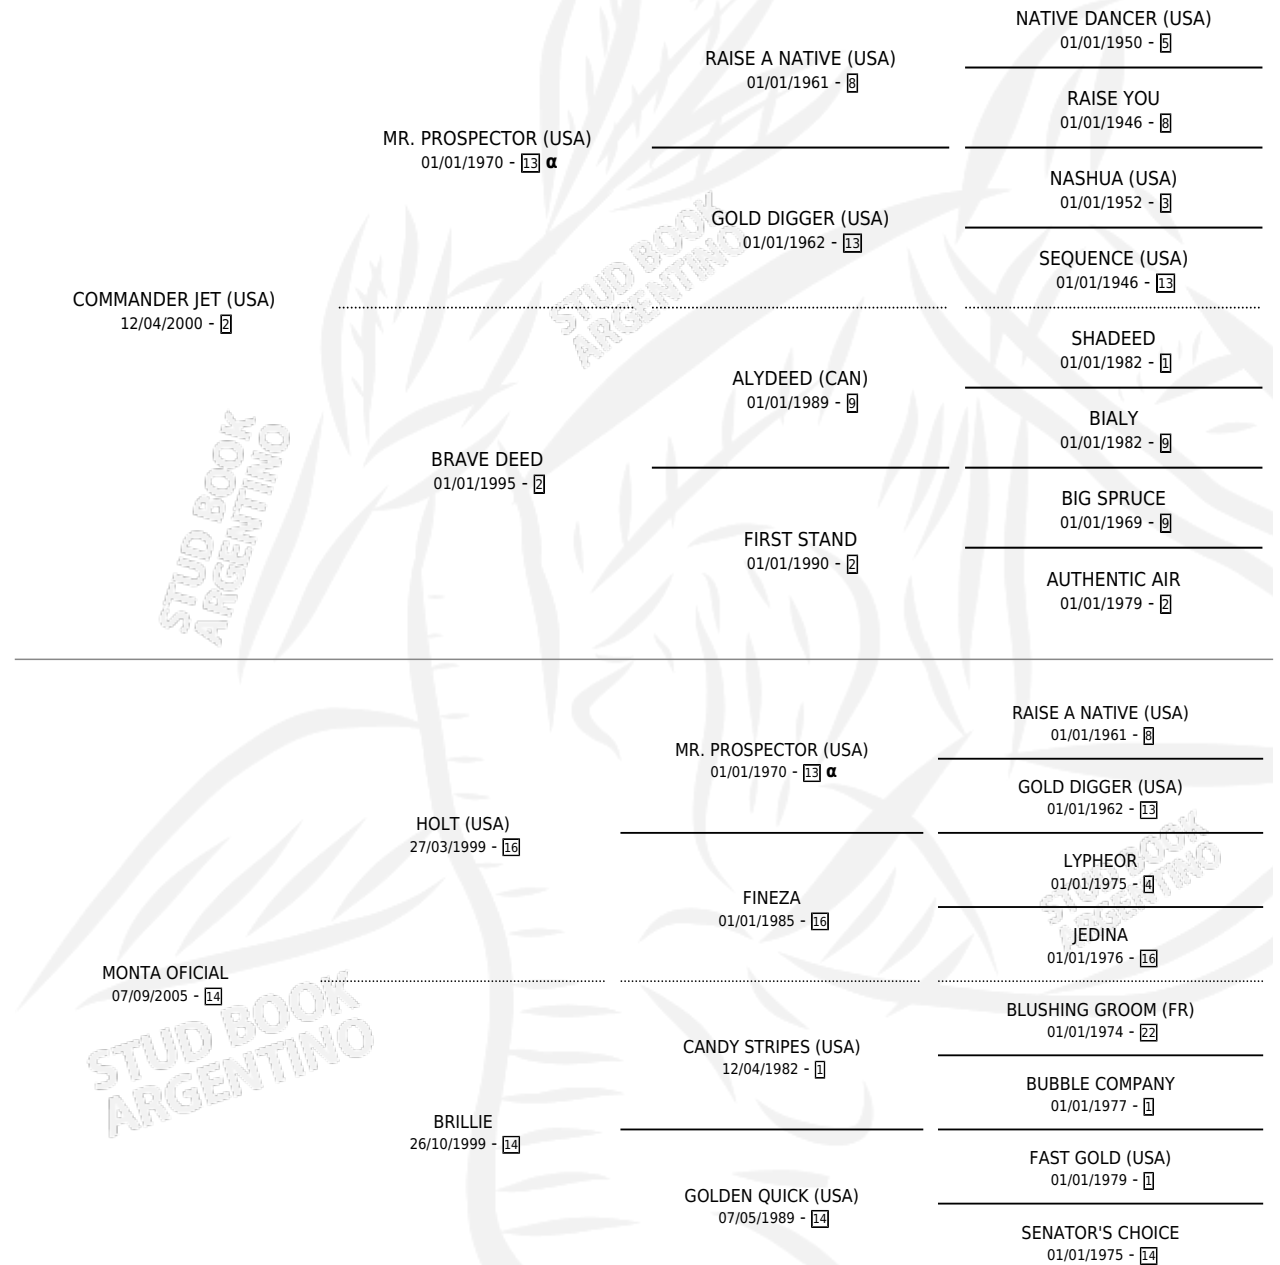 NATIVE DANCER (USA)
01/01/1950 - 5
RAISE A NATIVE (USA)
01/01/1961 - 8
RAISE YOU
01/01/1946 - 8
MR. PROSPECTOR (USA)
01/01/1970 - 13 α
NASHUA (USA)
01/01/1952 - 3
GOLD DIGGER (USA)
01/01/1962 - 13
SEQUENCE (USA)
01/01/1946 - 13
COMMANDER JET (USA)
12/04/2000 - 2
SHADEED
01/01/1982 - 1
ALYDEED (CAN)
01/01/1989 - 9
BIALY
01/01/1982 - 9
BRAVE DEED
01/01/1995 - 2
BIG SPRUCE
01/01/1969 - 9
FIRST STAND
01/01/1990 - 2
AUTHENTIC AIR
01/01/1979 - 2
STUD BOOK
ARGENTINO
STUD BOOK
ARGENTINO
RAISE A NATIVE (USA)
01/01/1961 - 8
MR. PROSPECTOR (USA)
01/01/1970 - 13 α
GOLD DIGGER (USA)
01/01/1962 - 13
HOLT (USA)
27/03/1999 - 16
LYPHEOR
01/01/1975 - 4
FINEZA
01/01/1985 - 16
JEDINA
01/01/1976 - 16
MONTA OFICIAL
07/09/2005 - 14
BLUSHING GROOM (FR)
01/01/1974 - 22
CANDY STRIPES (USA)
12/04/1982 - 1
BUBBLE COMPANY
01/01/1977 - 1
BRILLIE
26/10/1999 - 14
FAST GOLD (USA)
01/01/1979 - 1
GOLDEN QUICK (USA)
07/05/1989 - 14
SENATOR'S CHOICE
01/01/1975 - 14
STUD BOOK
ARGENTINO
STUD BOOK
ARGENTINO